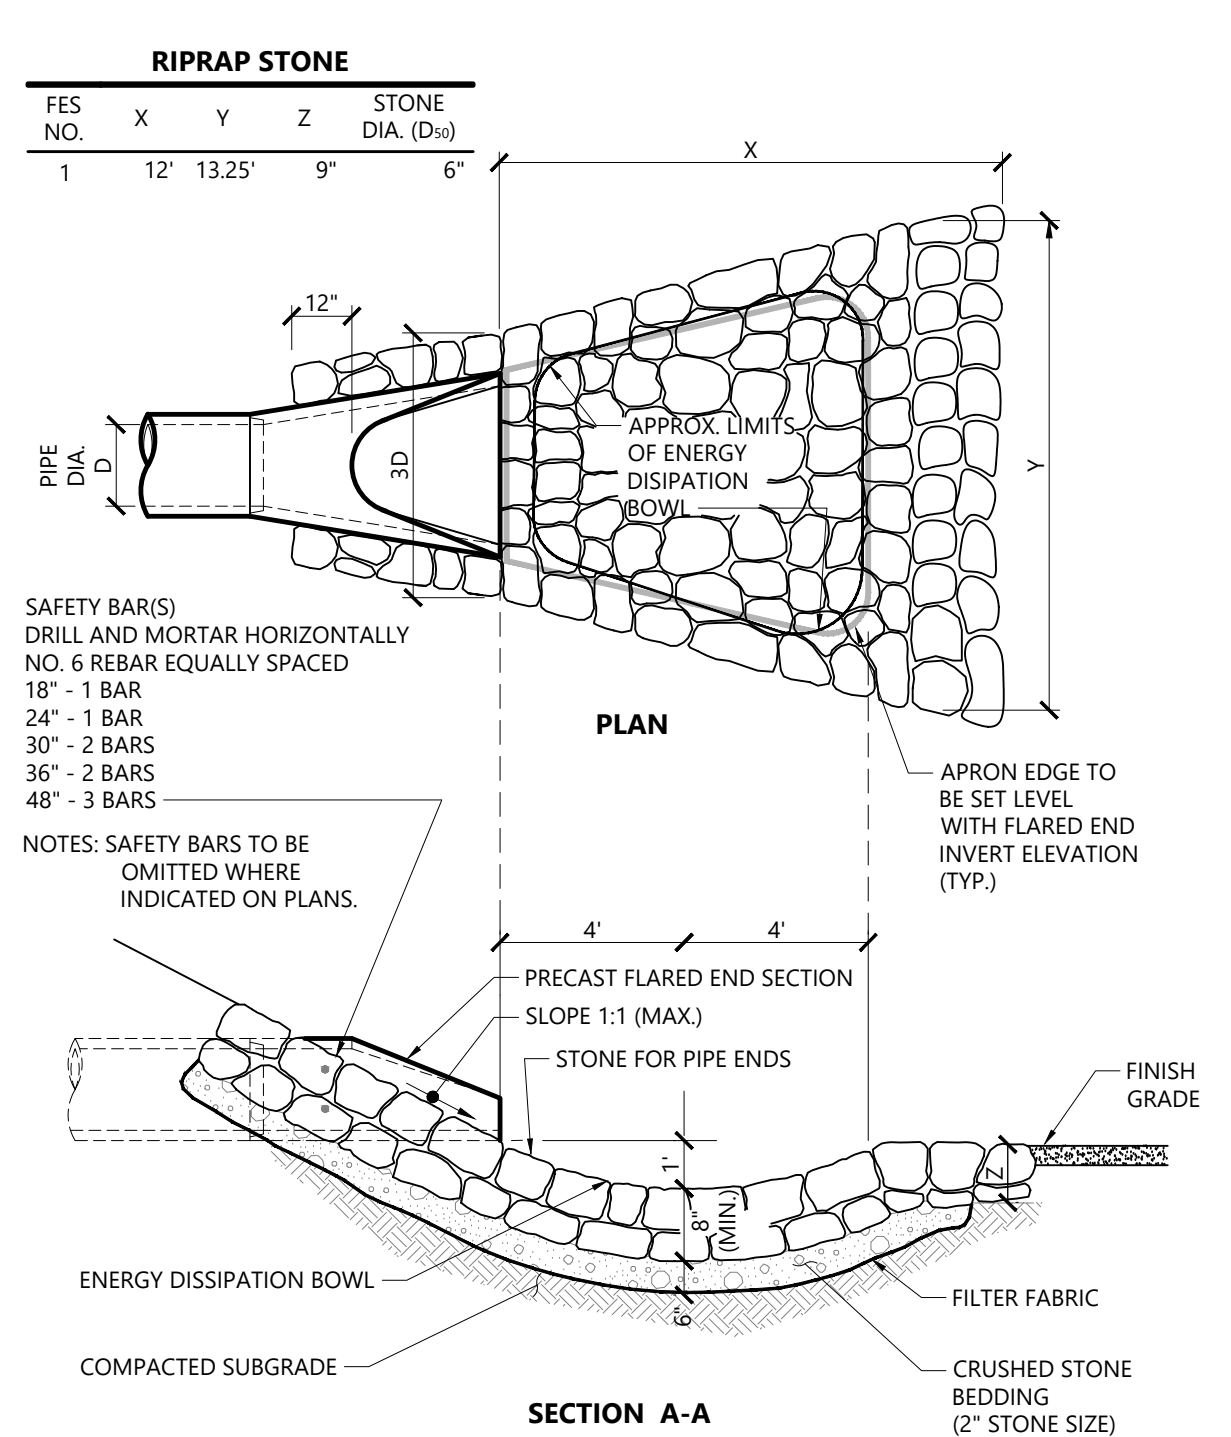 RIPRAP STONE
FES NO. X Y Z STONE DIA. (D50)
1 12' 13.25' 9" 6"
X
12"
PIPE DIA.
D
3D
Y
APPROX. LIMITS
OF ENERGY
DISIPATION
BOWL
SAFETY BAR(S)
DRILL AND MORTAR HORIZONTALLY
NO. 6 REBAR EQUALLY SPACED
18" - 1 BAR
24" - 1 BAR
30" - 2 BARS
36" - 2 BARS
48" - 3 BARS
NOTES: SAFETY BARS TO BE
OMITTED WHERE
INDICATED ON PLANS.
PLAN
APRON EDGE TO
BE SET LEVEL
WITH FLARED END
INVERT ELEVATION
(TYP.)
4' 4'
PRECAST FLARED END SECTION
SLOPE 1:1 (MAX.)
STONE FOR PIPE ENDS
FINISH
GRADE
1'
Z
8"
(MIN.)
6"
ENERGY DISSIPATION BOWL
FILTER FABRIC
COMPACTED SUBGRADE
CRUSHED STONE
BEDDING
(2" STONE SIZE)
SECTION A-A